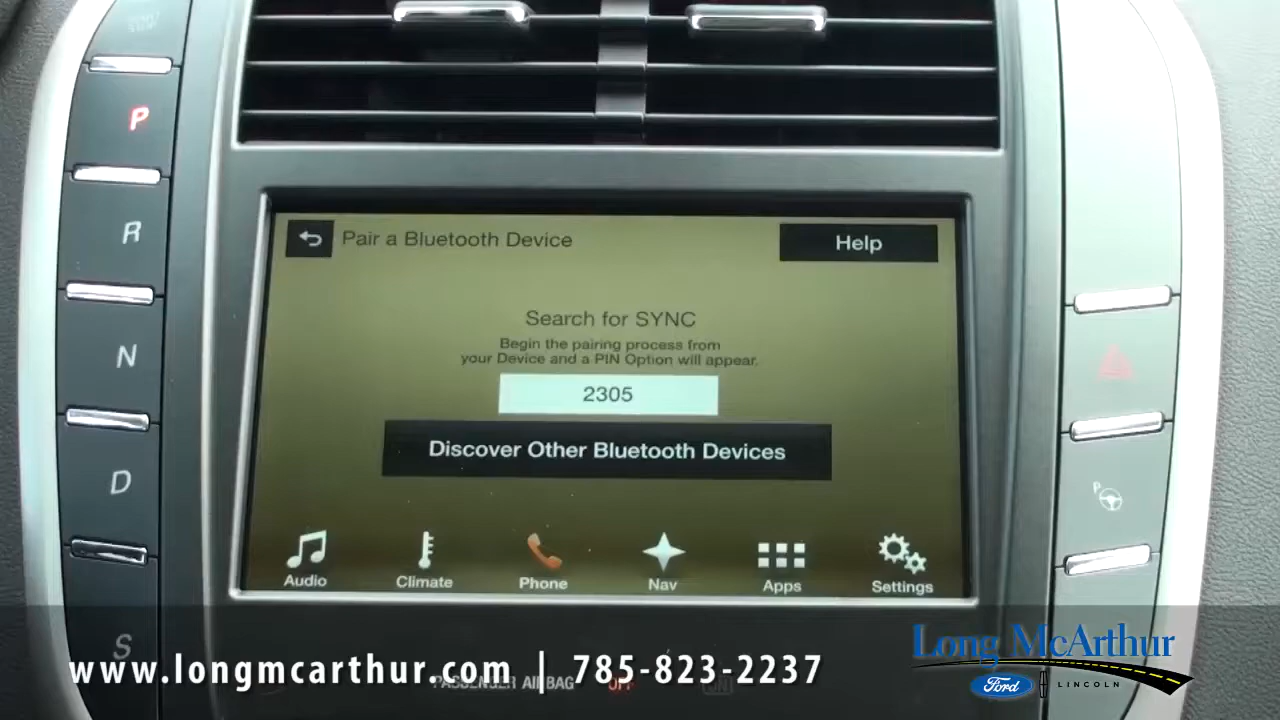 P
R
N
D
S
Pair a Bluetooth Device
Help
Search for SYNC
Begin the pairing process from
your Device and a PIN Option will appear.
2305
Discover Other Bluetooth Devices
Audio
Climate
Phone
Nav
Apps
Settings
P
PASSENGER AIRBAG OFF ON
www.longmcarthur.com | 785-823-2237
Long McArthur
Ford
LINCOLN